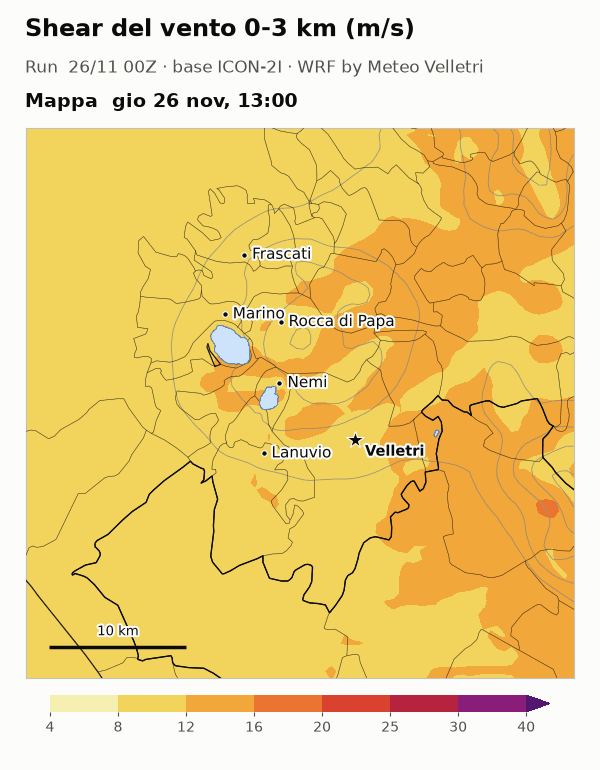 Shear del vento 0-3 km (m/s)
Run  26/11 00Z · base ICON-2I · WRF by Meteo Velletri
Mappa  gio 26 nov, 13:00
Frascati
Marino
Rocca di Papa
Nemi
Velletri
Lanuvio
10 km
4 8 12 16 20 25 30 40